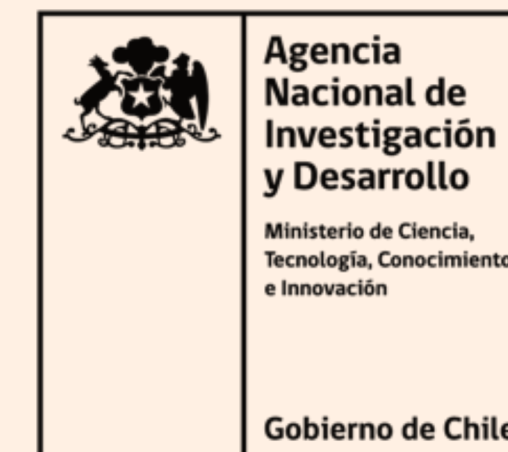 Agencia
Nacional de
Investigación
y Desarrollo
Ministerio de Ciencia,
Tecnología, Conocimiento
e Innovación
Gobierno de Chile